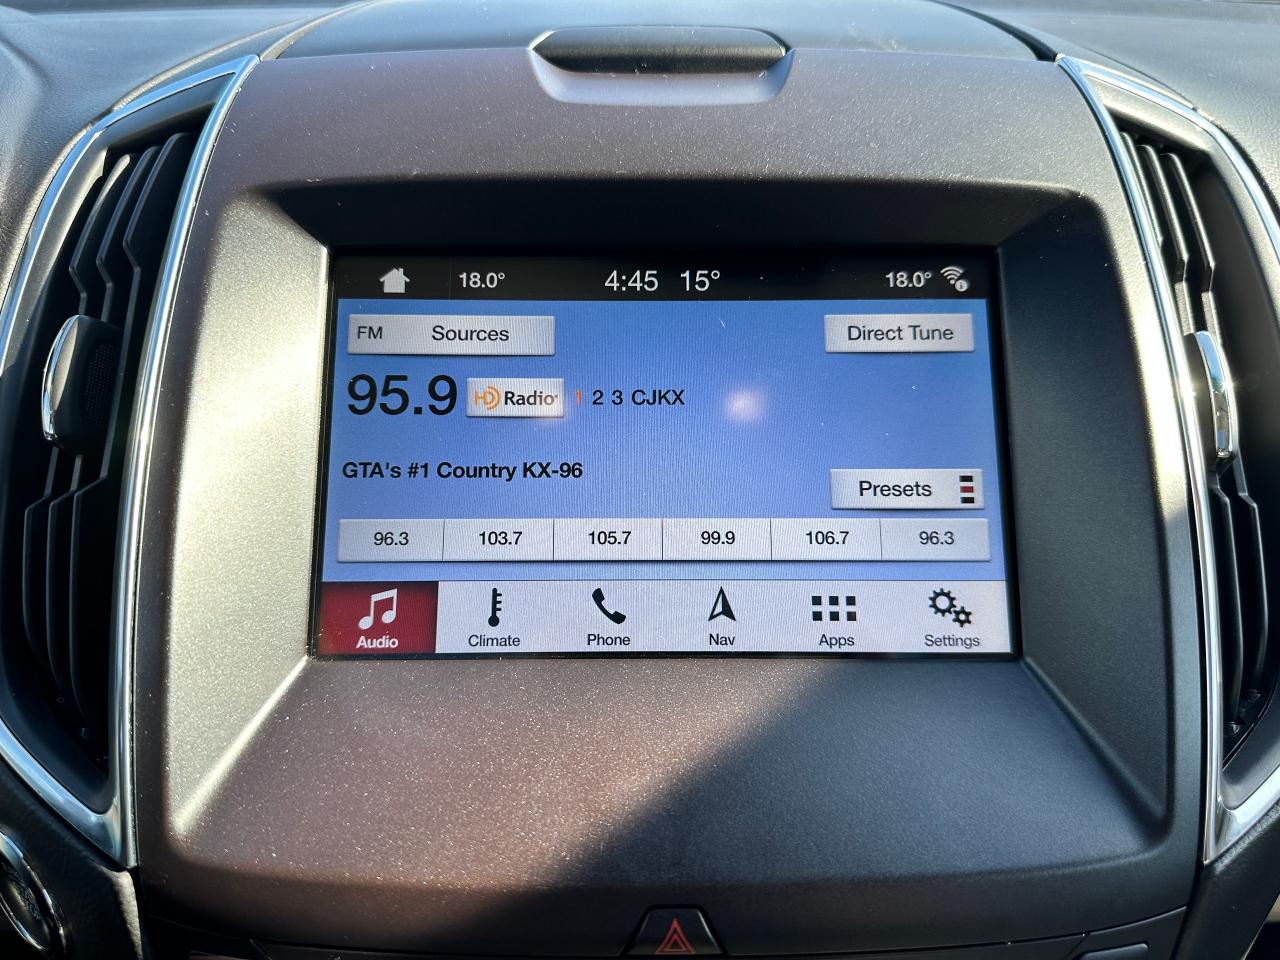 18.0° 4:45 15° 18.0°
FM Sources Direct Tune
95.9 HD Radio 1 2 3 CJKX
GTA's #1 Country KX-96
Presets
96.3 103.7 105.7 99.9 106.7 96.3
Audio Climate Phone Nav Apps Settings